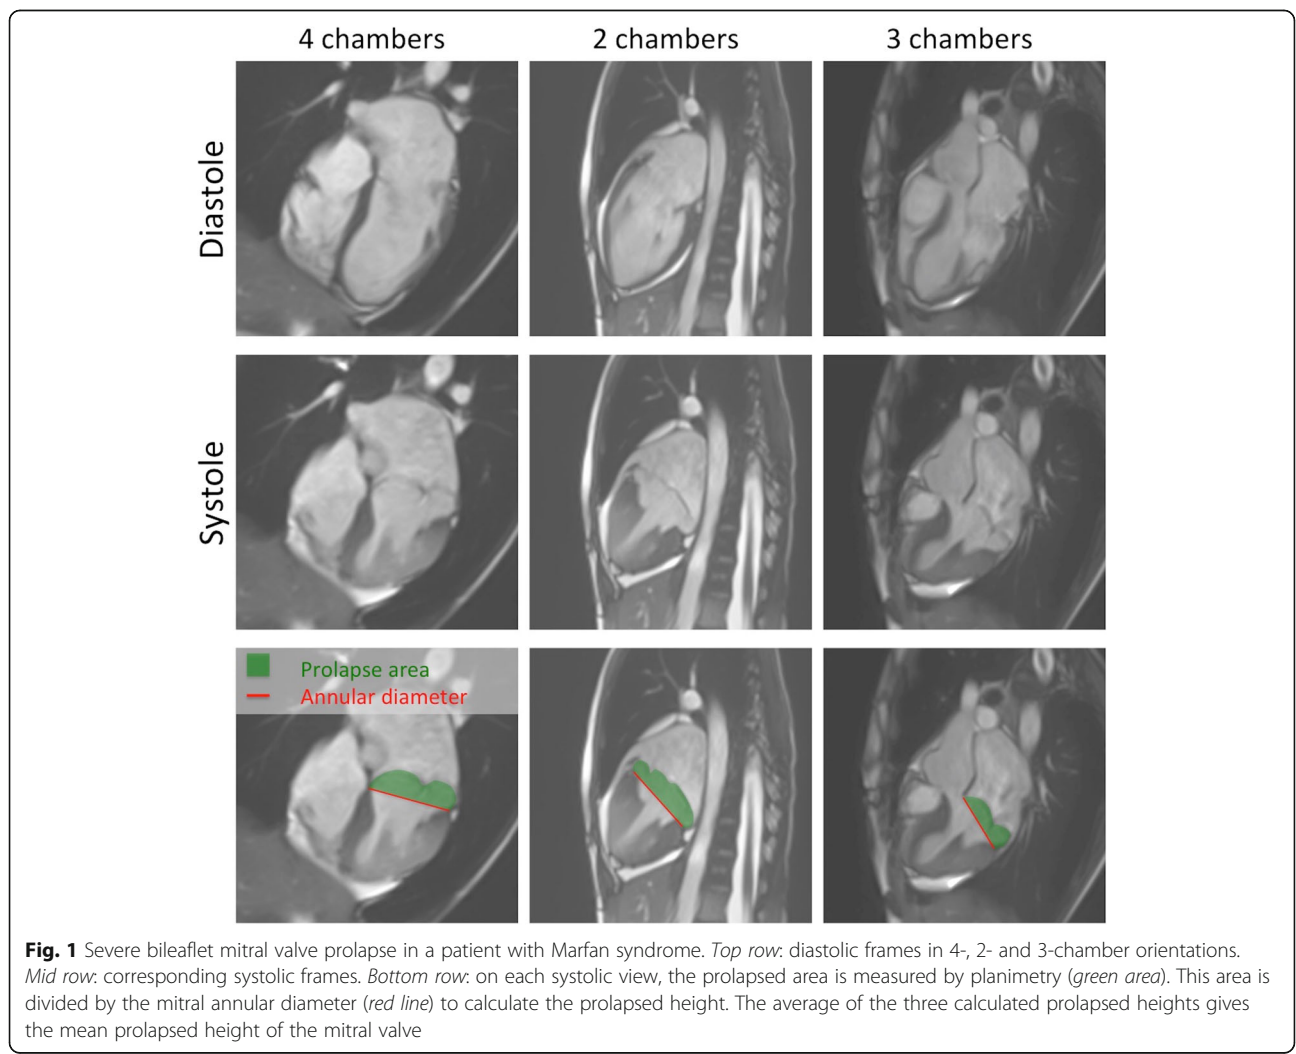 4 chambers
2 chambers
3 chambers
Diastole
Systole
Prolapse area
Annular diameter
Fig. 1 Severe bileaflet mitral valve prolapse in a patient with Marfan syndrome. Top row: diastolic frames in 4-, 2- and 3-chamber orientations.
Mid row: corresponding systolic frames. Bottom row: on each systolic view, the prolapsed area is measured by planimetry (green area). This area is
divided by the mitral annular diameter (red line) to calculate the prolapsed height. The average of the three calculated prolapsed heights gives
the mean prolapsed height of the mitral valve